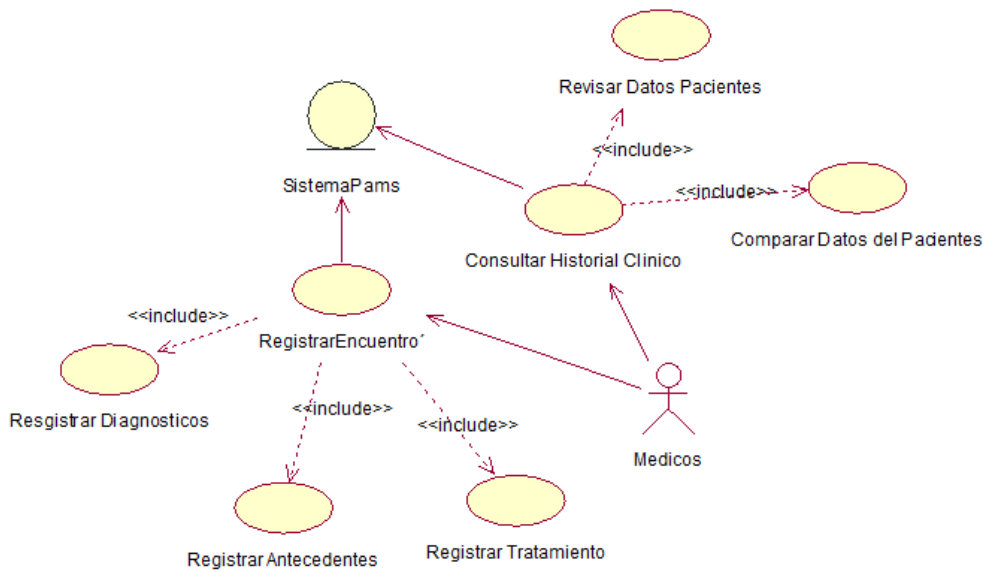 Revisar Datos Pacientes
<<include>>
SistemaPams
<<include>>
Comparar Datos del Pacientes
Consultar Historial Clinico
<<include>>
RegistrarEncuentro´
Resgistrar Diagnosticos
<<include>>
<<include>>
Medicos
Registrar Antecedentes
Registrar Tratamiento